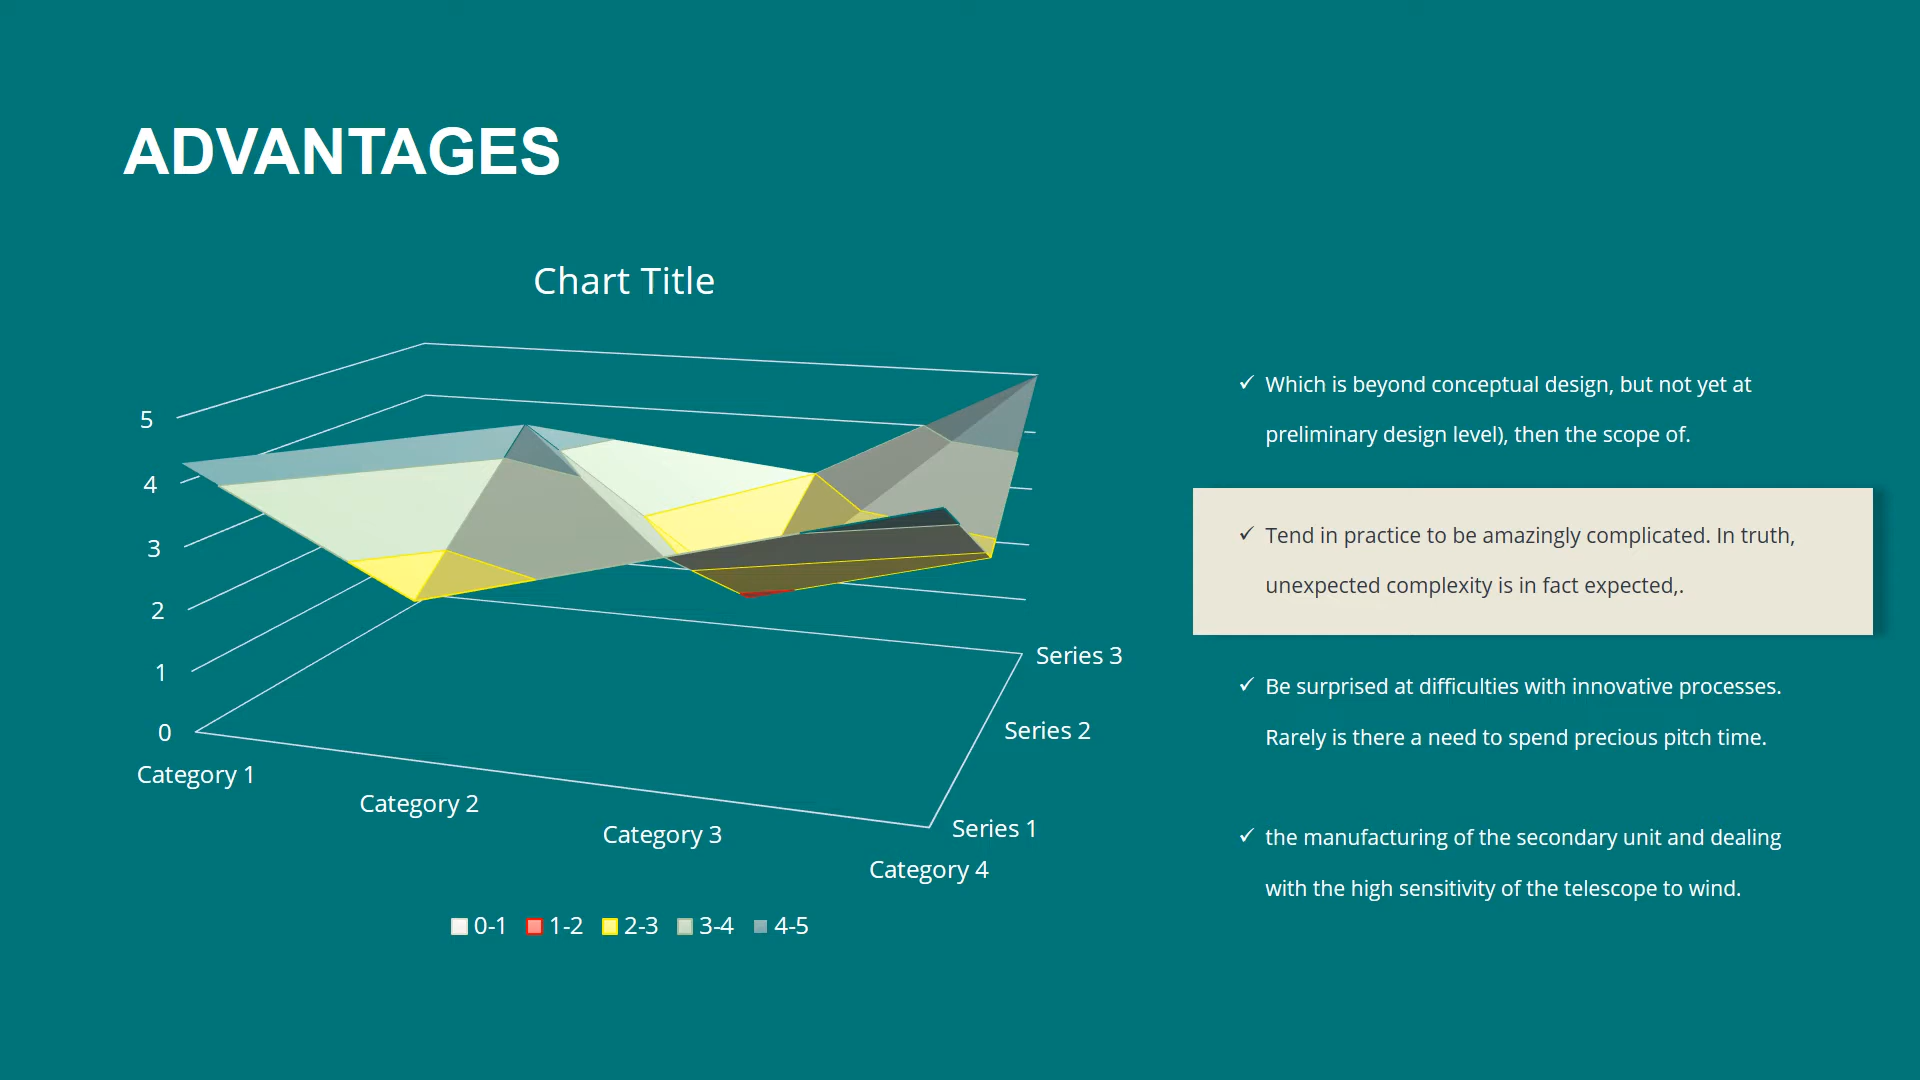 ADVANTAGES
Chart Title
5
4
3
2
1
0
Category 1
Category 2
Category 3
Category 4
Series 3
Series 2
Series 1
0-1 1-2 2-3 3-4 4-5
✓ Which is beyond conceptual design, but not yet at
preliminary design level), then the scope of.
✓ Tend in practice to be amazingly complicated. In truth,
unexpected complexity is in fact expected,.
✓ Be surprised at difficulties with innovative processes.
Rarely is there a need to spend precious pitch time.
✓ the manufacturing of the secondary unit and dealing
with the high sensitivity of the telescope to wind.